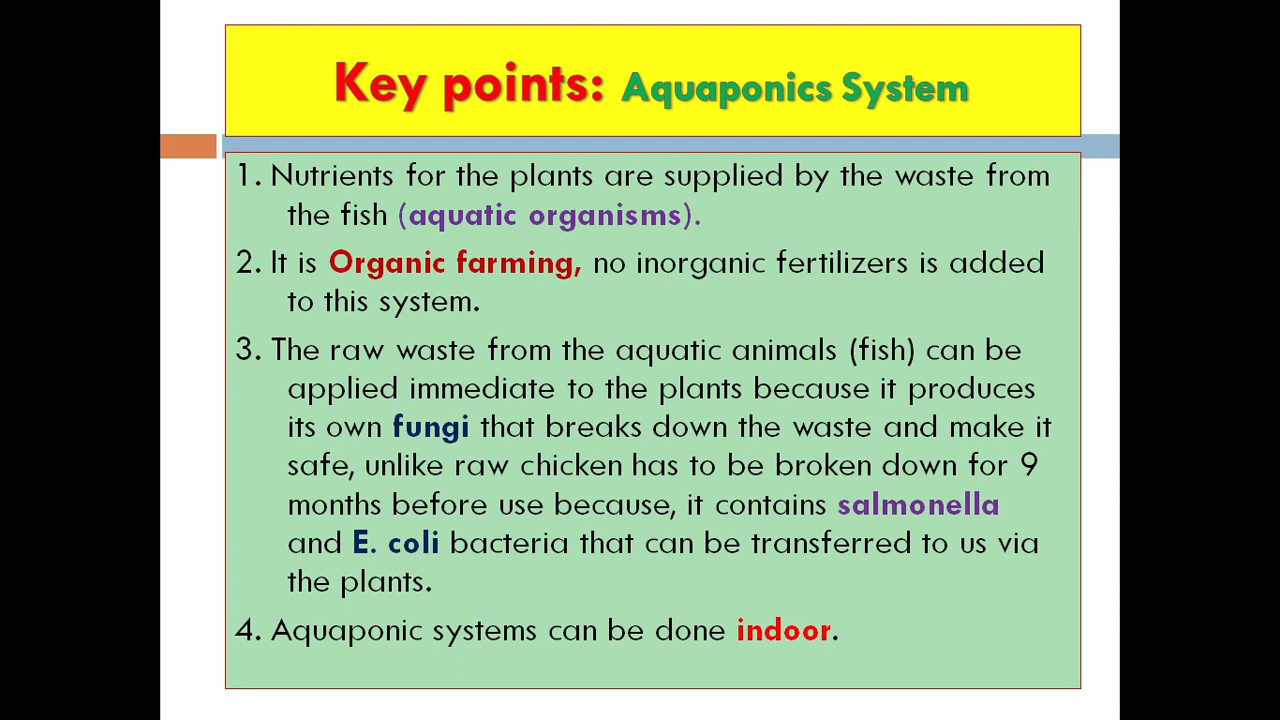 Key points: Aquaponics System
1. Nutrients for the plants are supplied by the waste from
the fish (aquatic organisms).
2. It is Organic farming, no inorganic fertilizers is added
to this system.
3. The raw waste from the aquatic animals (fish) can be
applied immediate to the plants because it produces
its own fungi that breaks down the waste and make it
safe, unlike raw chicken has to be broken down for 9
months before use because, it contains salmonella
and E. coli bacteria that can be transferred to us via
the plants.
4. Aquaponic systems can be done indoor.